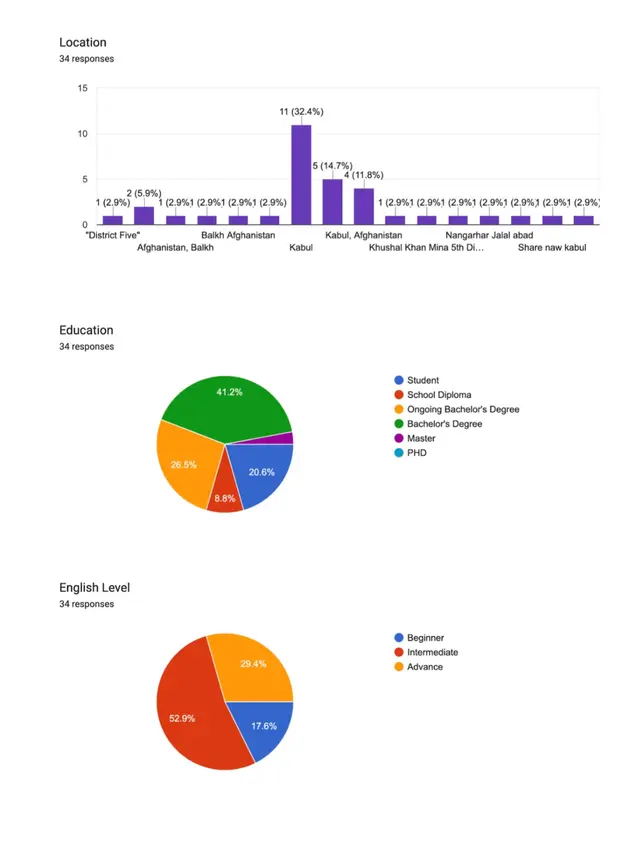 Location
34 responses
15
10
5
0
11 (32.4%)
5 (14.7%)
4 (11.8%)
2 (5.9%)
1 (2.9%) 1 (2.9%1 (2.9%1 (2.9%1 (2.9%) 1 (2.9%1 (2.9%1 (2.9%1 (2.9%1 (2.9%1 (2.9%1 (2.9%)
"District Five" Balkh Afghanistan Kabul, Afghanistan Nangarhar Jalal abad
Afghanistan, Balkh Kabul Khushal Khan Mina 5th Di… Share naw kabul
Education
34 responses
41.2%
26.5%
20.6%
8.8%
Student
School Diploma
Ongoing Bachelor's Degree
Bachelor's Degree
Master
PHD
English Level
34 responses
29.4%
52.9%
17.6%
Beginner
Intermediate
Advance